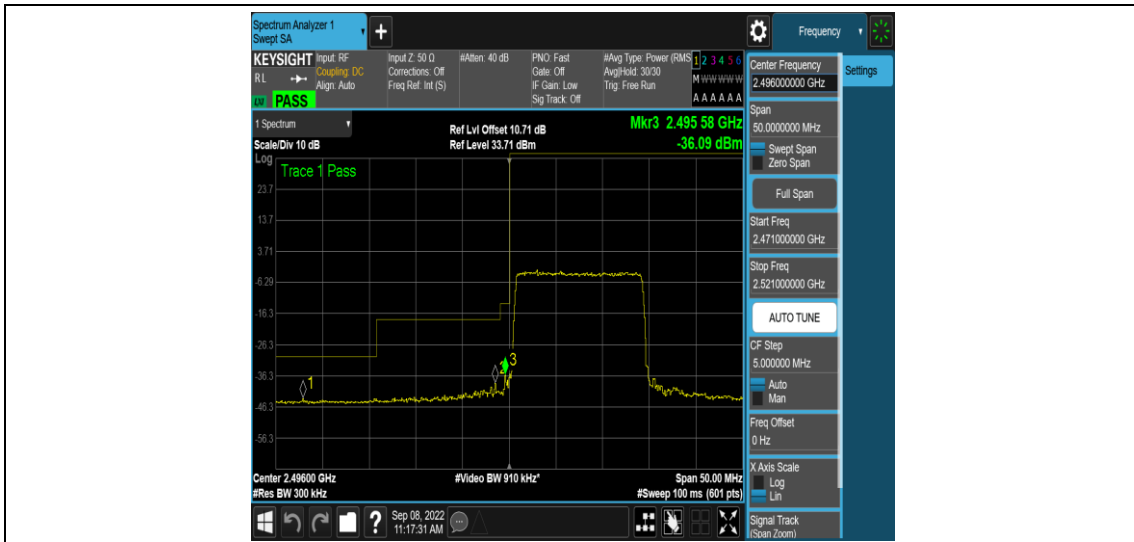 Spectrum Analyzer 1
Swept SA
Frequency
KEYSIGHT
RL
LM
PASS
Input: RF
Coupling: DC
Align: Auto
Input Z: 50 Ω
Corrections: Off
Freq Ref: Int (S)
#Atten: 40 dB
PNO: Fast
Gate: Off
IF Gain: Low
Sig Track: Off
#Avg Type: Power (RMS
Avg|Hold: 30/30
Trig: Free Run
1 2 3 4 5 6
M W W W W W
A A A A A A
1 Spectrum
Scale/Div 10 dB
Ref Lvl Offset 10.71 dB
Ref Level 33.71 dBm
Mkr3 2.495 58 GHz
-36.09 dBm
Log
Trace 1 Pass
23.7
13.7
3.71
-6.29
-16.3
-26.3
-36.3
-46.3
-56.3
1
2
3
Center 2.49600 GHz
#Res BW 300 kHz
#Video BW 910 kHz*
Span 50.00 MHz
#Sweep 100 ms (601 pts)
Center Frequency
2.496000000 GHz
Settings
Span
50.0000000 MHz
Swept Span
Zero Span
Full Span
Start Freq
2.471000000 GHz
Stop Freq
2.521000000 GHz
AUTO TUNE
CF Step
5.000000 MHz
Auto
Man
Freq Offset
0 Hz
X Axis Scale
Log
Lin
Signal Track
(Span Zoom)
?
Sep 08, 2022
11:17:31 AM